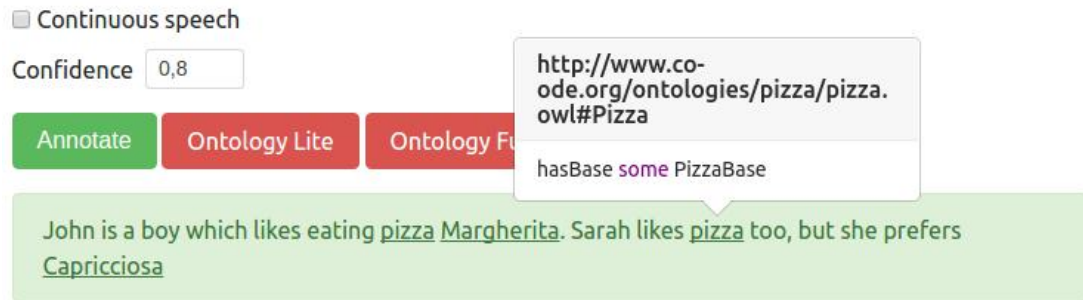 Continuous speech
Confidence 0,8
http://www.co-
ode.org/ontologies/pizza/pizza.
owl#Pizza
Annotate Ontology Lite Ontology
hasBase some PizzaBase
John is a boy which likes eating pizza Margherita. Sarah likes pizza too, but she prefers
Capricciosa